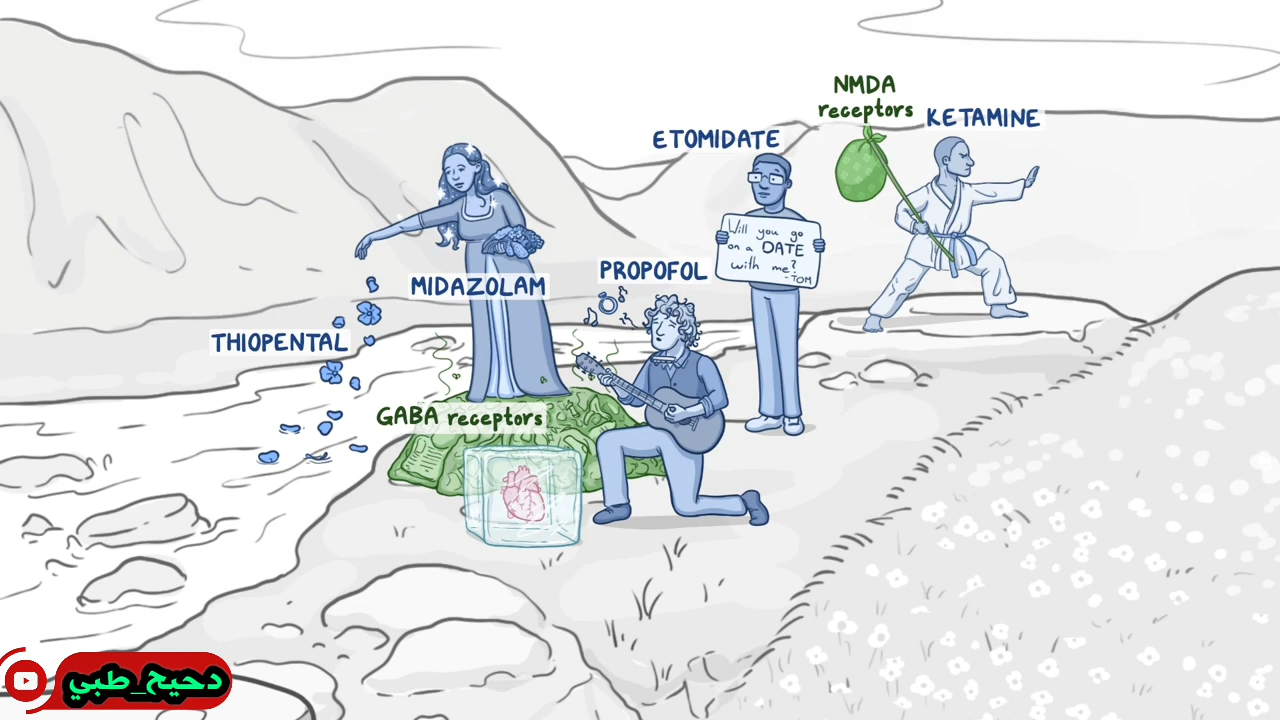 NMDA
receptors
KETAMINE
ETOMIDATE
Will you go
on a DATE
with me?
-TOM
PROPOFOL
MIDAZOLAM
THIOPENTAL
GABA receptors
دحيح_طبي